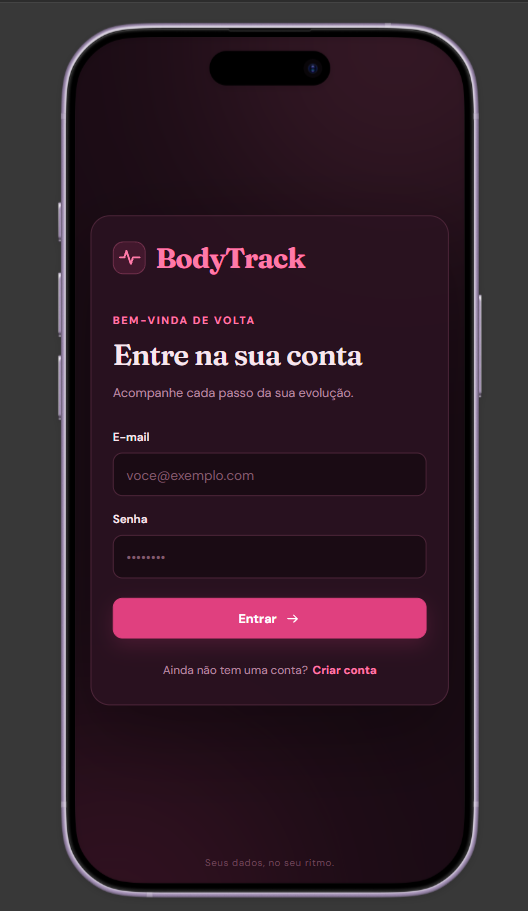 BodyTrack
BEM-VINDA DE VOLTA
Entre na sua conta
Acompanhe cada passo da sua evolução.
E-mail
voce@exemplo.com
Senha
••••••••
Entrar →
Ainda não tem uma conta? Criar conta
Seus dados, no seu ritmo.